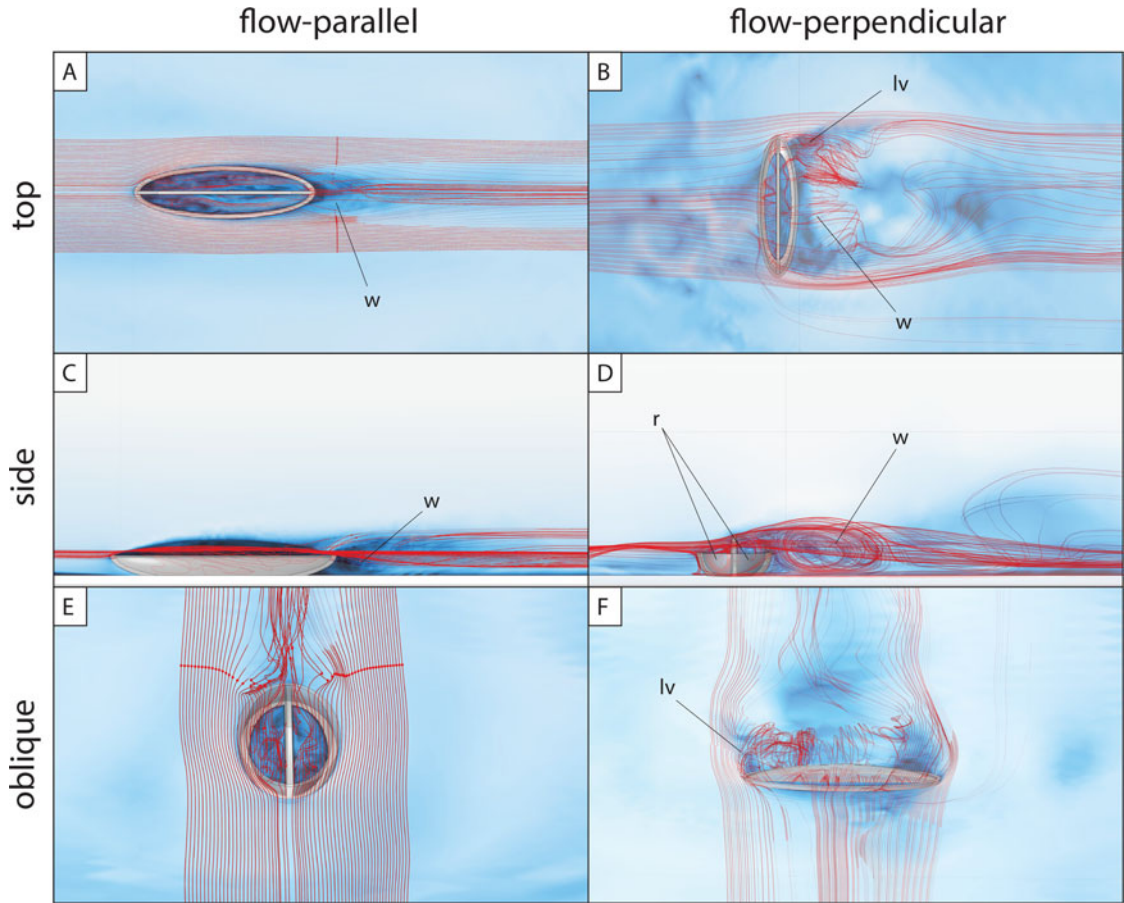 flow-parallel
flow-perpendicular
top
A
w
B
lv
w
side
C
w
D
r
w
oblique
E
F
lv